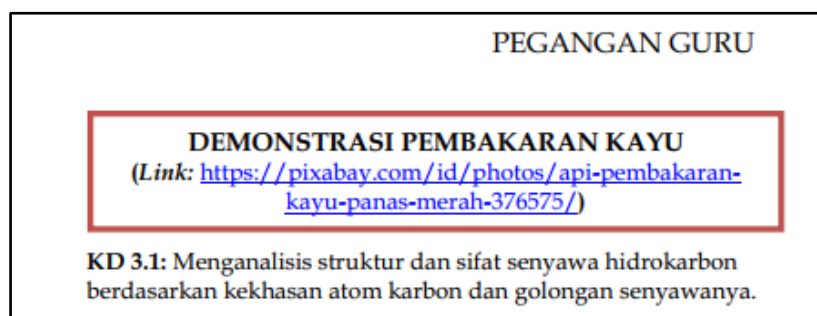 PEGANGAN GURU
DEMONSTRASI PEMBAKARAN KAYU
(Link: https://pixabay.com/id/photos/api-pembakaran-
kayu-panas-merah-376575/)
KD 3.1: Menganalisis struktur dan sifat senyawa hidrokarbon
berdasarkan kekhasan atom karbon dan golongan senyawanya.